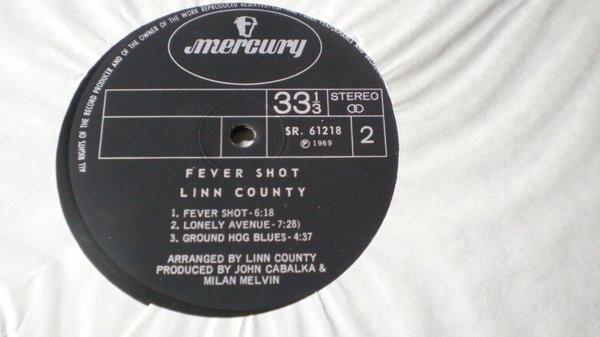 ALL RIGHTS OF THE RECORD PRODUCER AND OF THE OWNER OF THE WORK REPRODUCED RESERVED.
mercury
33 1/3
STEREO
SR. 61218
℗ 1969
2
FEVER SHOT
LINN COUNTY
1. FEVER SHOT - 6:18
2. LONELY AVENUE - 7:28)
3. GROUND HOG BLUES - 4:37
ARRANGED BY LINN COUNTY
PRODUCED BY JOHN CABALKA &
MILAN MELVIN